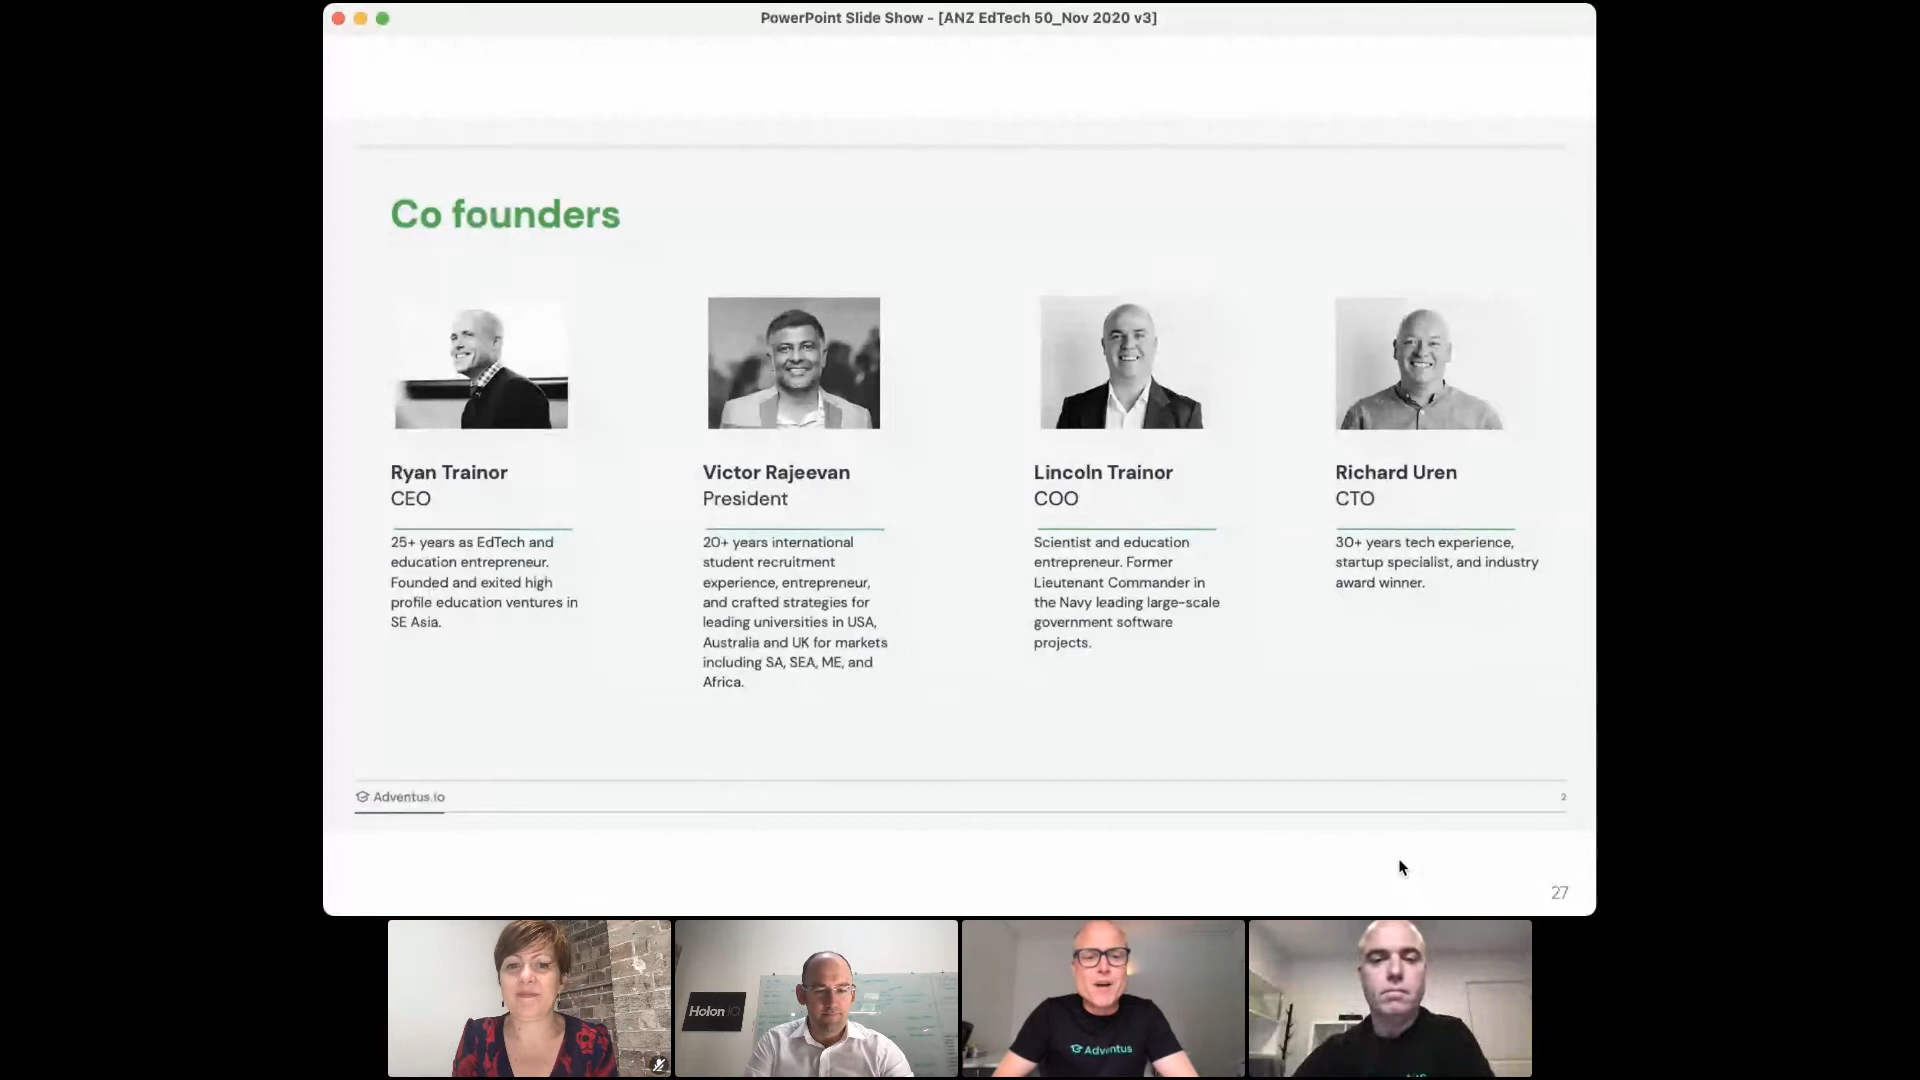 PowerPoint Slide Show - [ANZ EdTech 50_Nov 2020 v3]
Co founders
Ryan Trainor
CEO
25+ years as EdTech and
education entrepreneur.
Founded and exited high
profile education ventures in
SE Asia.
Victor Rajeevan
President
20+ years international
student recruitment
experience, entrepreneur,
and crafted strategies for
leading universities in USA,
Australia and UK for markets
including SA, SEA, ME, and
Africa.
Lincoln Trainor
COO
Scientist and education
entrepreneur. Former
Lieutenant Commander in
the Navy leading large-scale
government software
projects.
Richard Uren
CTO
30+ years tech experience,
startup specialist, and industry
award winner.
Adventus.io
2
27
Holon IQ
Adventus